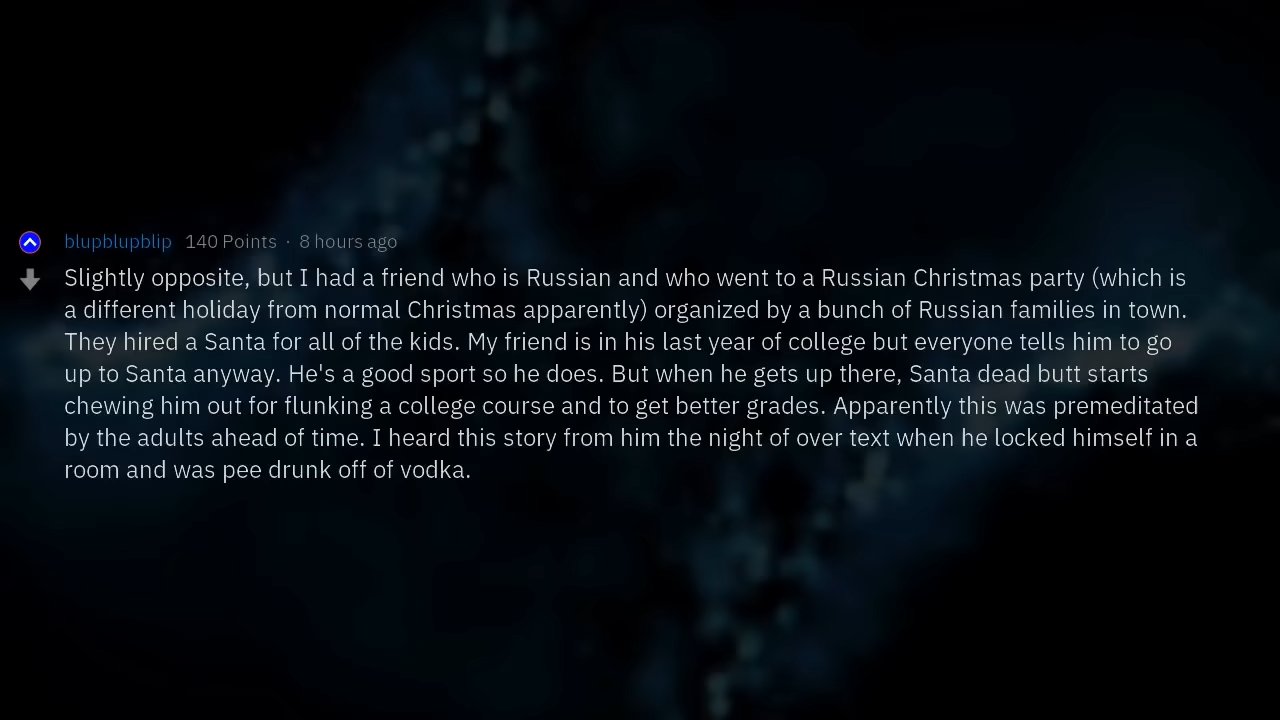 blupblupblip 140 Points · 8 hours ago
Slightly opposite, but I had a friend who is Russian and who went to a Russian Christmas party (which is
a different holiday from normal Christmas apparently) organized by a bunch of Russian families in town.
They hired a Santa for all of the kids. My friend is in his last year of college but everyone tells him to go
up to Santa anyway. He's a good sport so he does. But when he gets up there, Santa dead butt starts
chewing him out for flunking a college course and to get better grades. Apparently this was premeditated
by the adults ahead of time. I heard this story from him the night of over text when he locked himself in a
room and was pee drunk off of vodka.